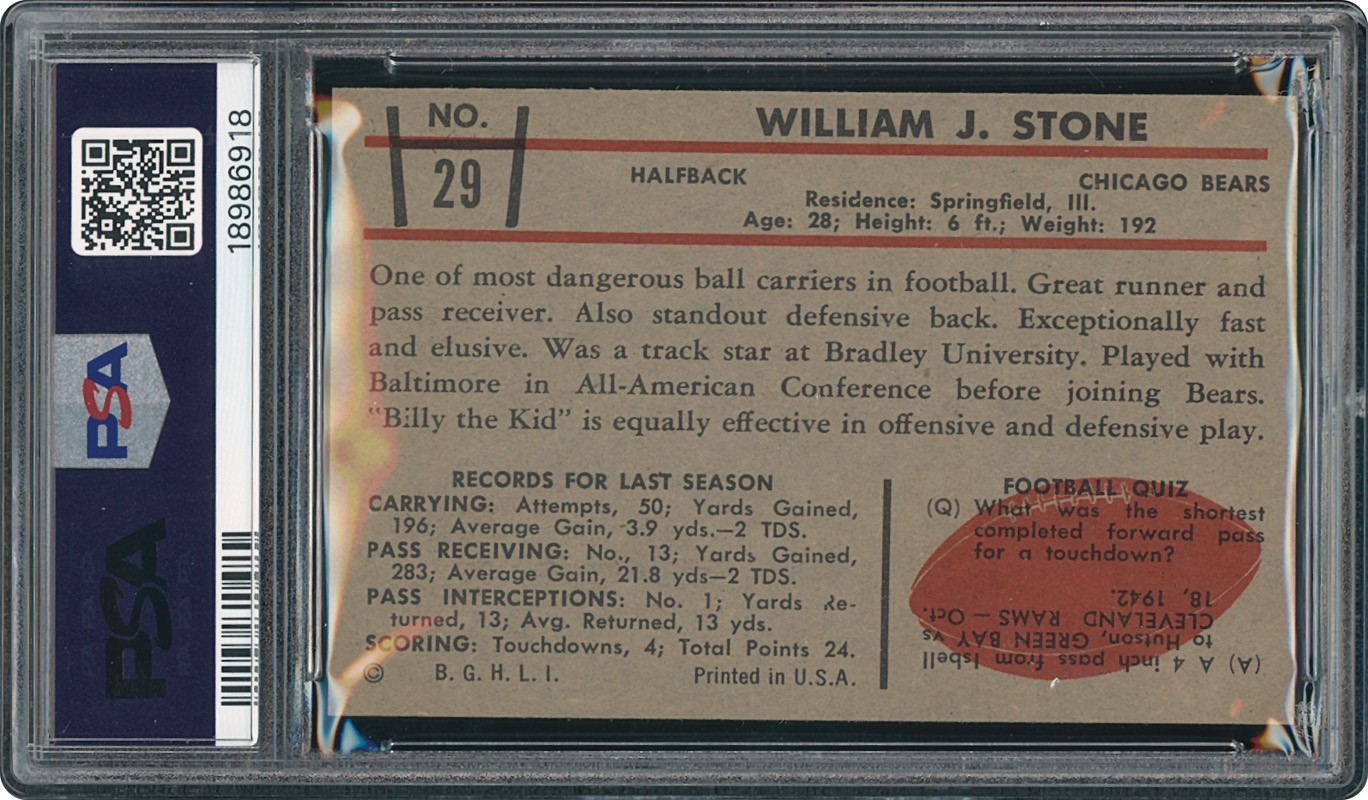 18986918
PSA
PSA
NO.
29
WILLIAM J. STONE
HALFBACK
CHICAGO BEARS
Residence: Springfield, Ill.
Age: 28; Height: 6 ft.; Weight: 192
One of most dangerous ball carriers in football. Great runner and
pass receiver. Also standout defensive back. Exceptionally fast
and elusive. Was a track star at Bradley University. Played with
Baltimore in All-American Conference before joining Bears.
“Billy the Kid” is equally effective in offensive and defensive play.
RECORDS FOR LAST SEASON
CARRYING: Attempts, 50; Yards Gained,
196; Average Gain, 3.9 yds.—2 TDS.
PASS RECEIVING: No., 13; Yards Gained,
283; Average Gain, 21.8 yds—2 TDS.
PASS INTERCEPTIONS: No. 1; Yards Re-
turned, 13; Avg. Returned, 13 yds.
SCORING: Touchdowns, 4; Total Points 24.
© B. G. H. L. I. Printed in U.S.A.
FOOTBALL QUIZ
(Q) What was the shortest
completed forward pass
for a touchdown?
(A) A 4 inch pass from Isbell
to Hutson, GREEN BAY vs
CLEVELAND RAMS — Oct.
18, 1942.